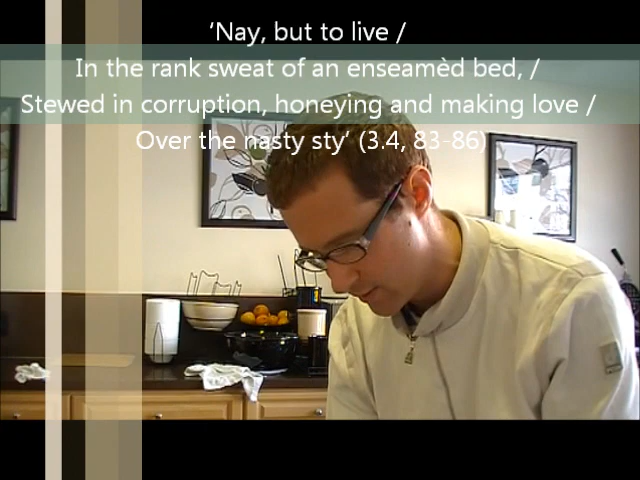 ‘Nay, but to live /
In the rank sweat of an enseamèd bed, /
Stewed in corruption, honeying and making love /
Over the nasty sty’ (3.4, 83-86)